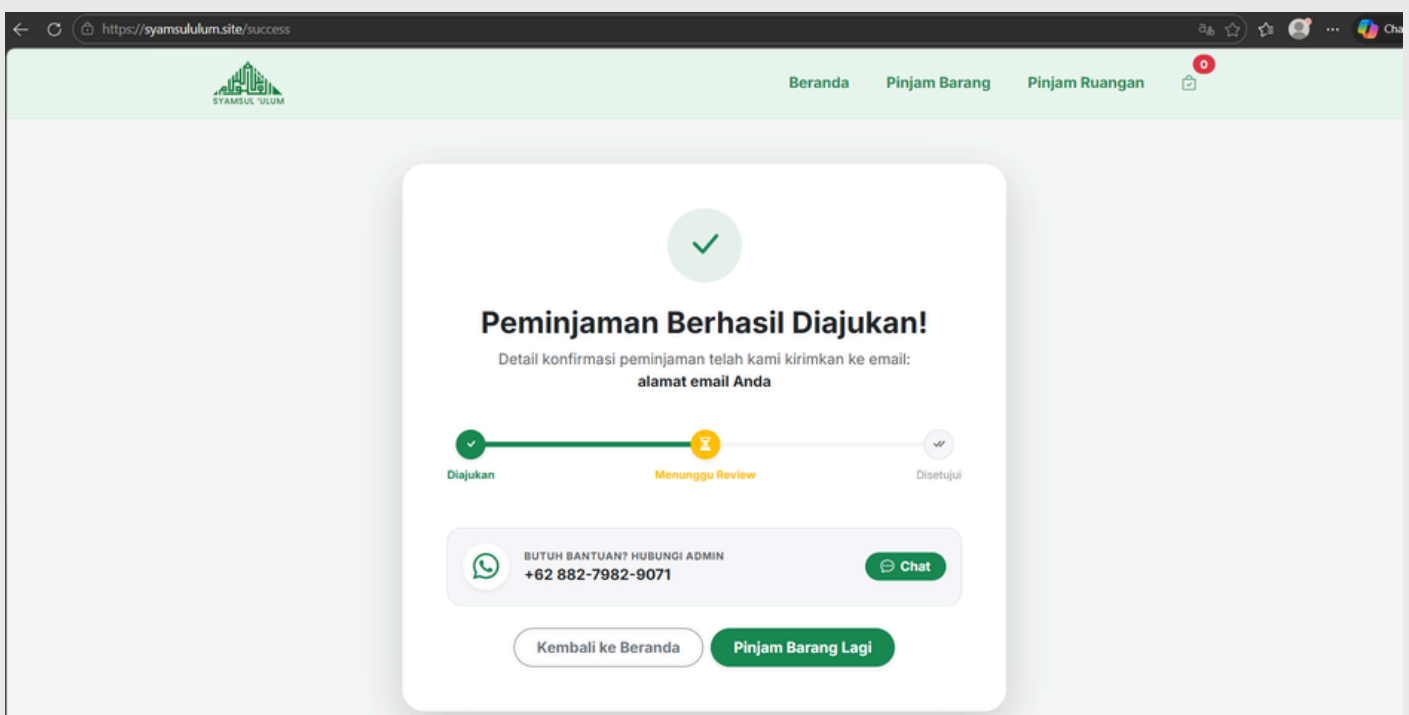 https://syamsululum.site/success
Cha
SYAMSUL 'ULUM
Beranda
Pinjam Barang
Pinjam Ruangan
0
Peminjaman Berhasil Diajukan!
Detail konfirmasi peminjaman telah kami kirimkan ke email:
alamat email Anda
Diajukan
Menunggu Review
Disetujui
BUTUH BANTUAN? HUBUNGI ADMIN
+62 882-7982-9071
Chat
Kembali ke Beranda
Pinjam Barang Lagi